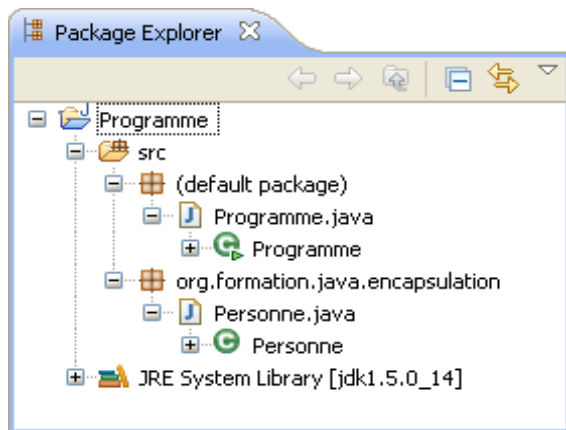 Package Explorer
Programme
src
(default package)
Programme.java
Programme
org.formation.java.encapsulation
Personne.java
Personne
JRE System Library [jdk1.5.0_14]